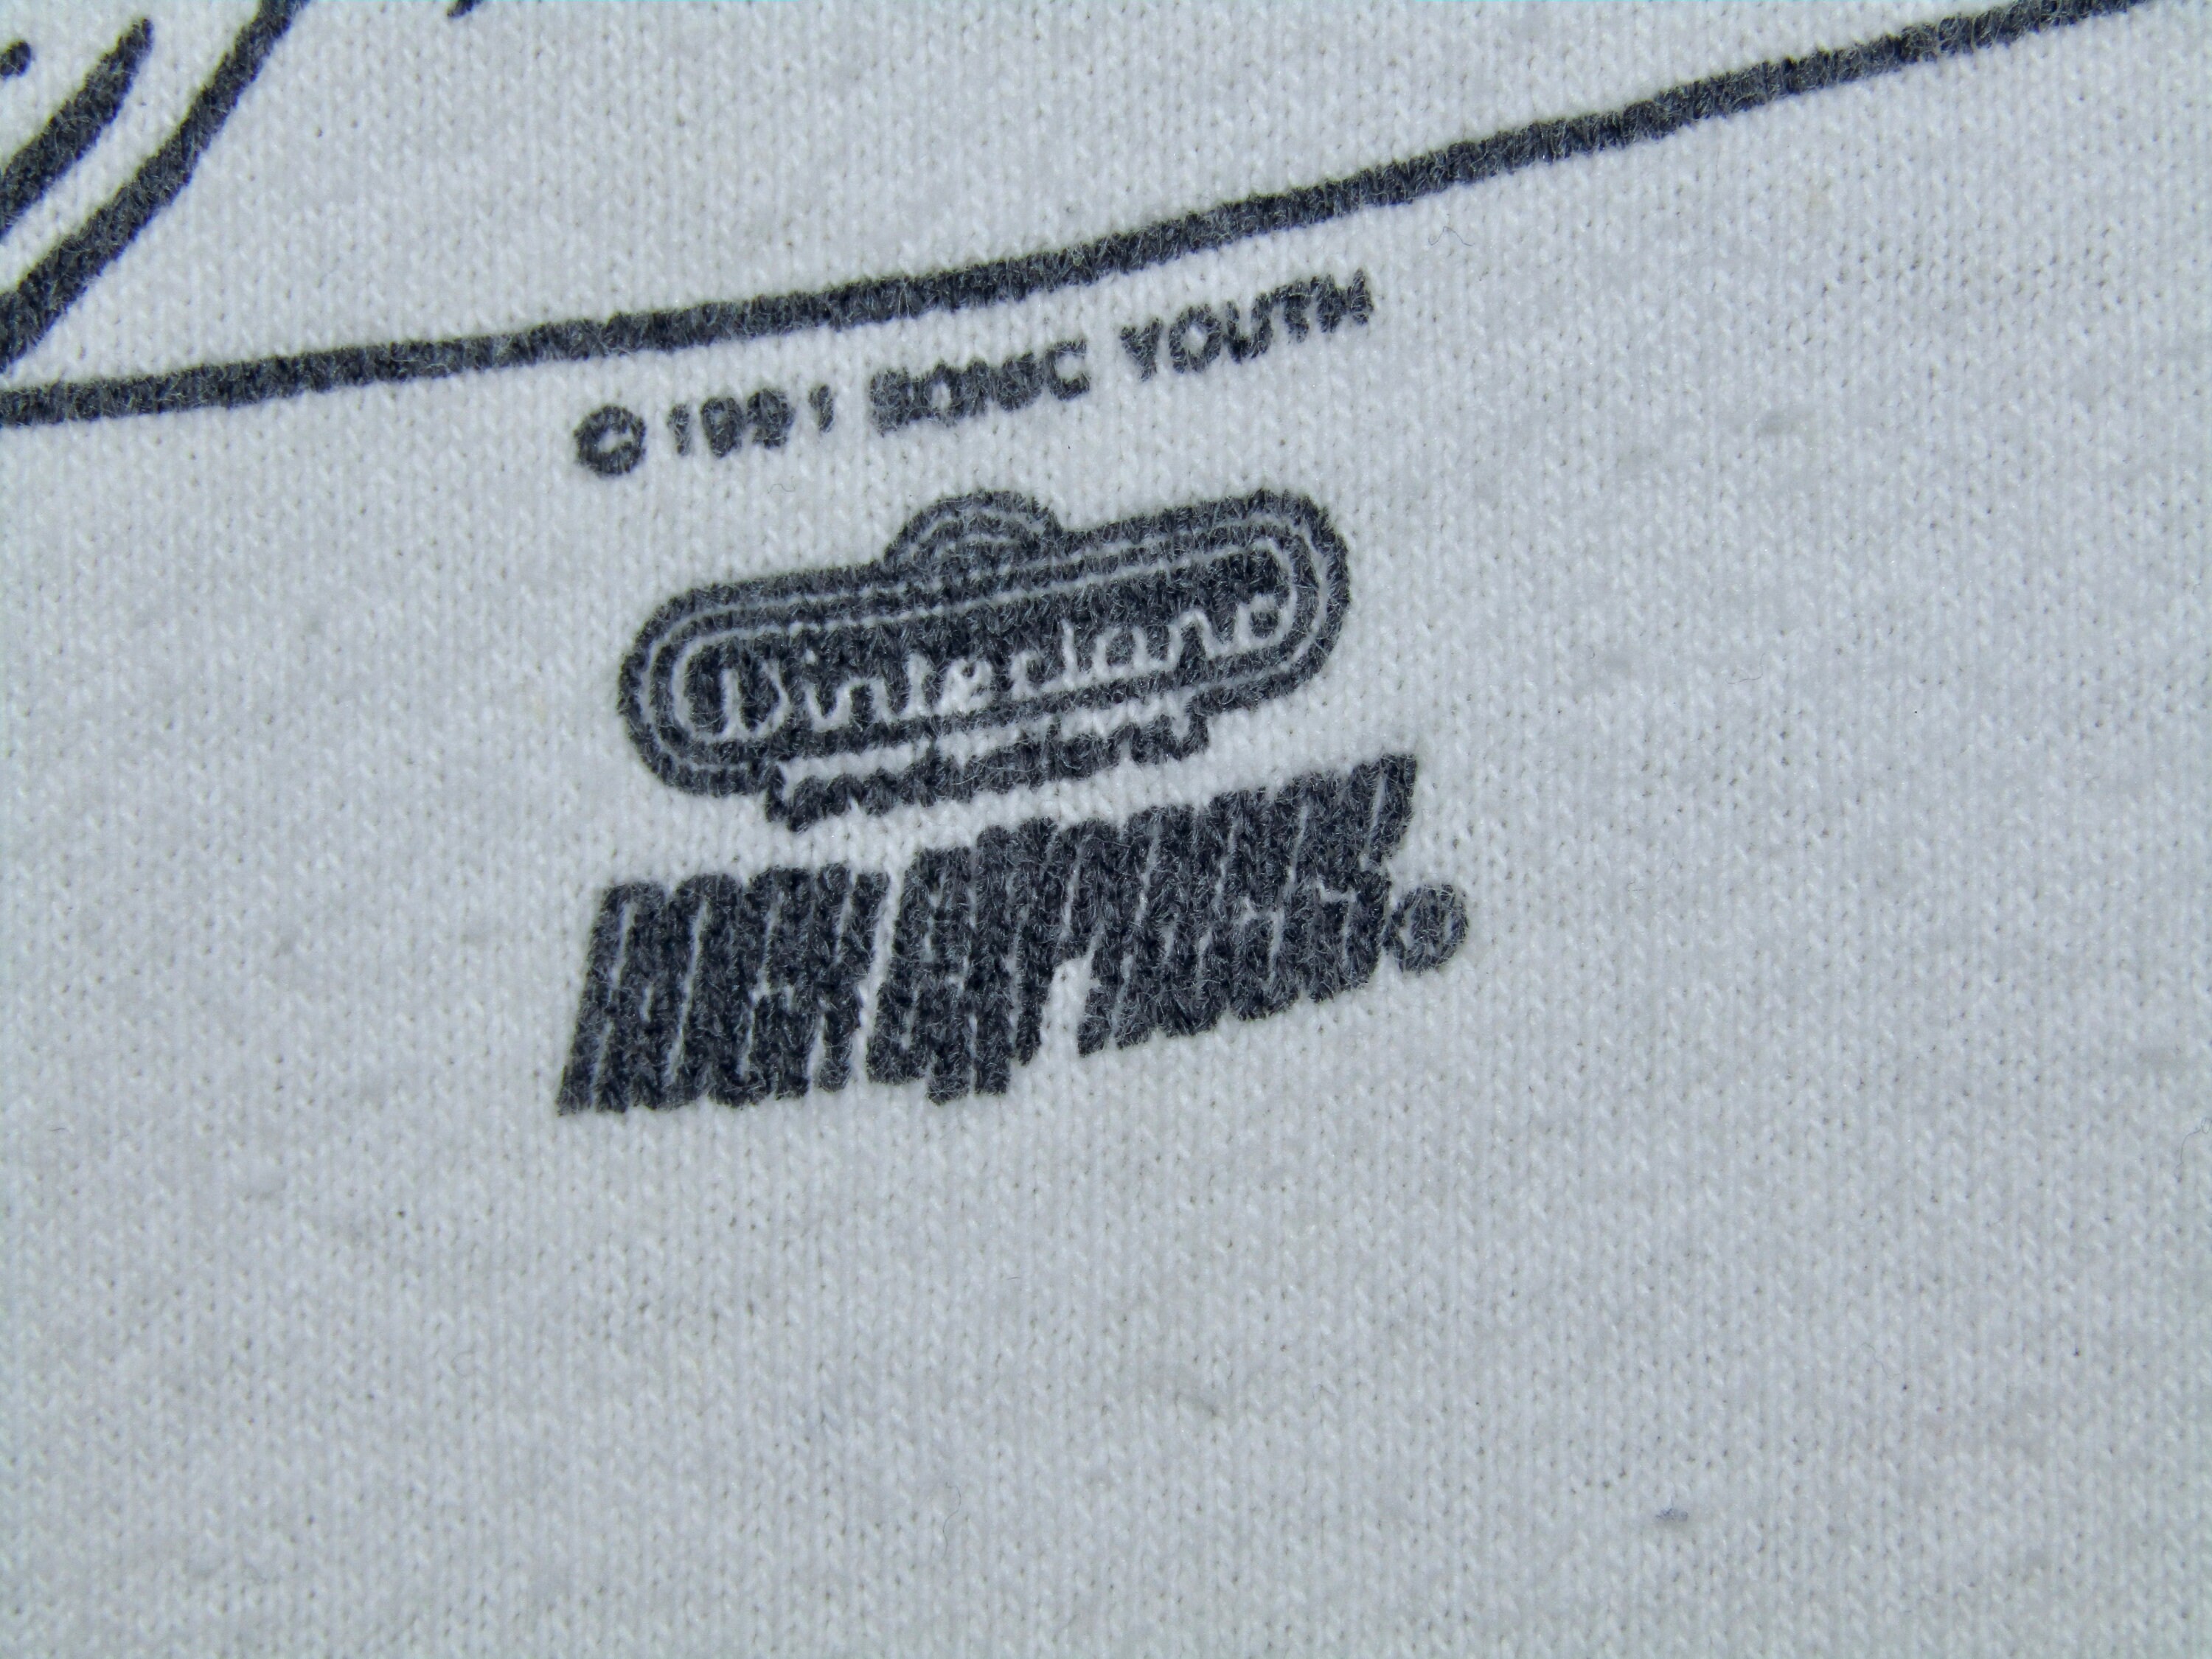 © 1991 SONIC YOUTH
Winterland
productions
ROCK EXPRESS
®